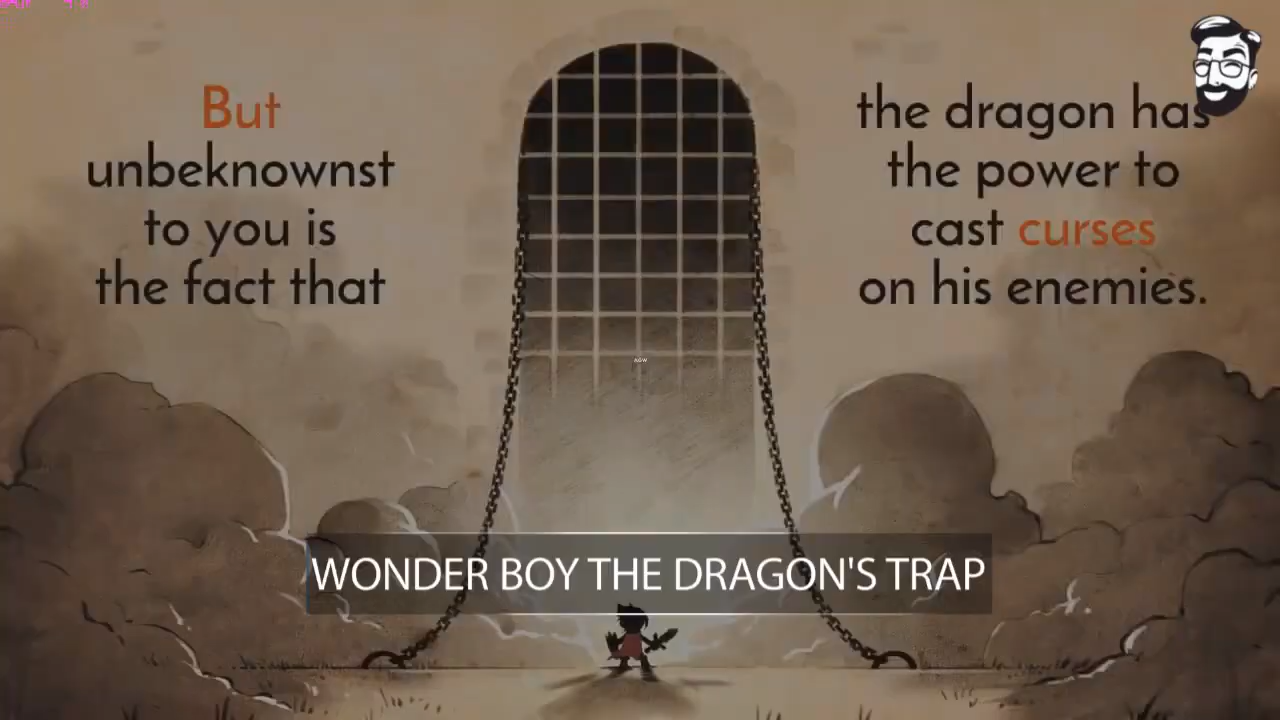 But
unbeknownst
to you is
the fact that
the dragon has
the power to
cast curses
on his enemies.
WONDER BOY THE DRAGON'S TRAP